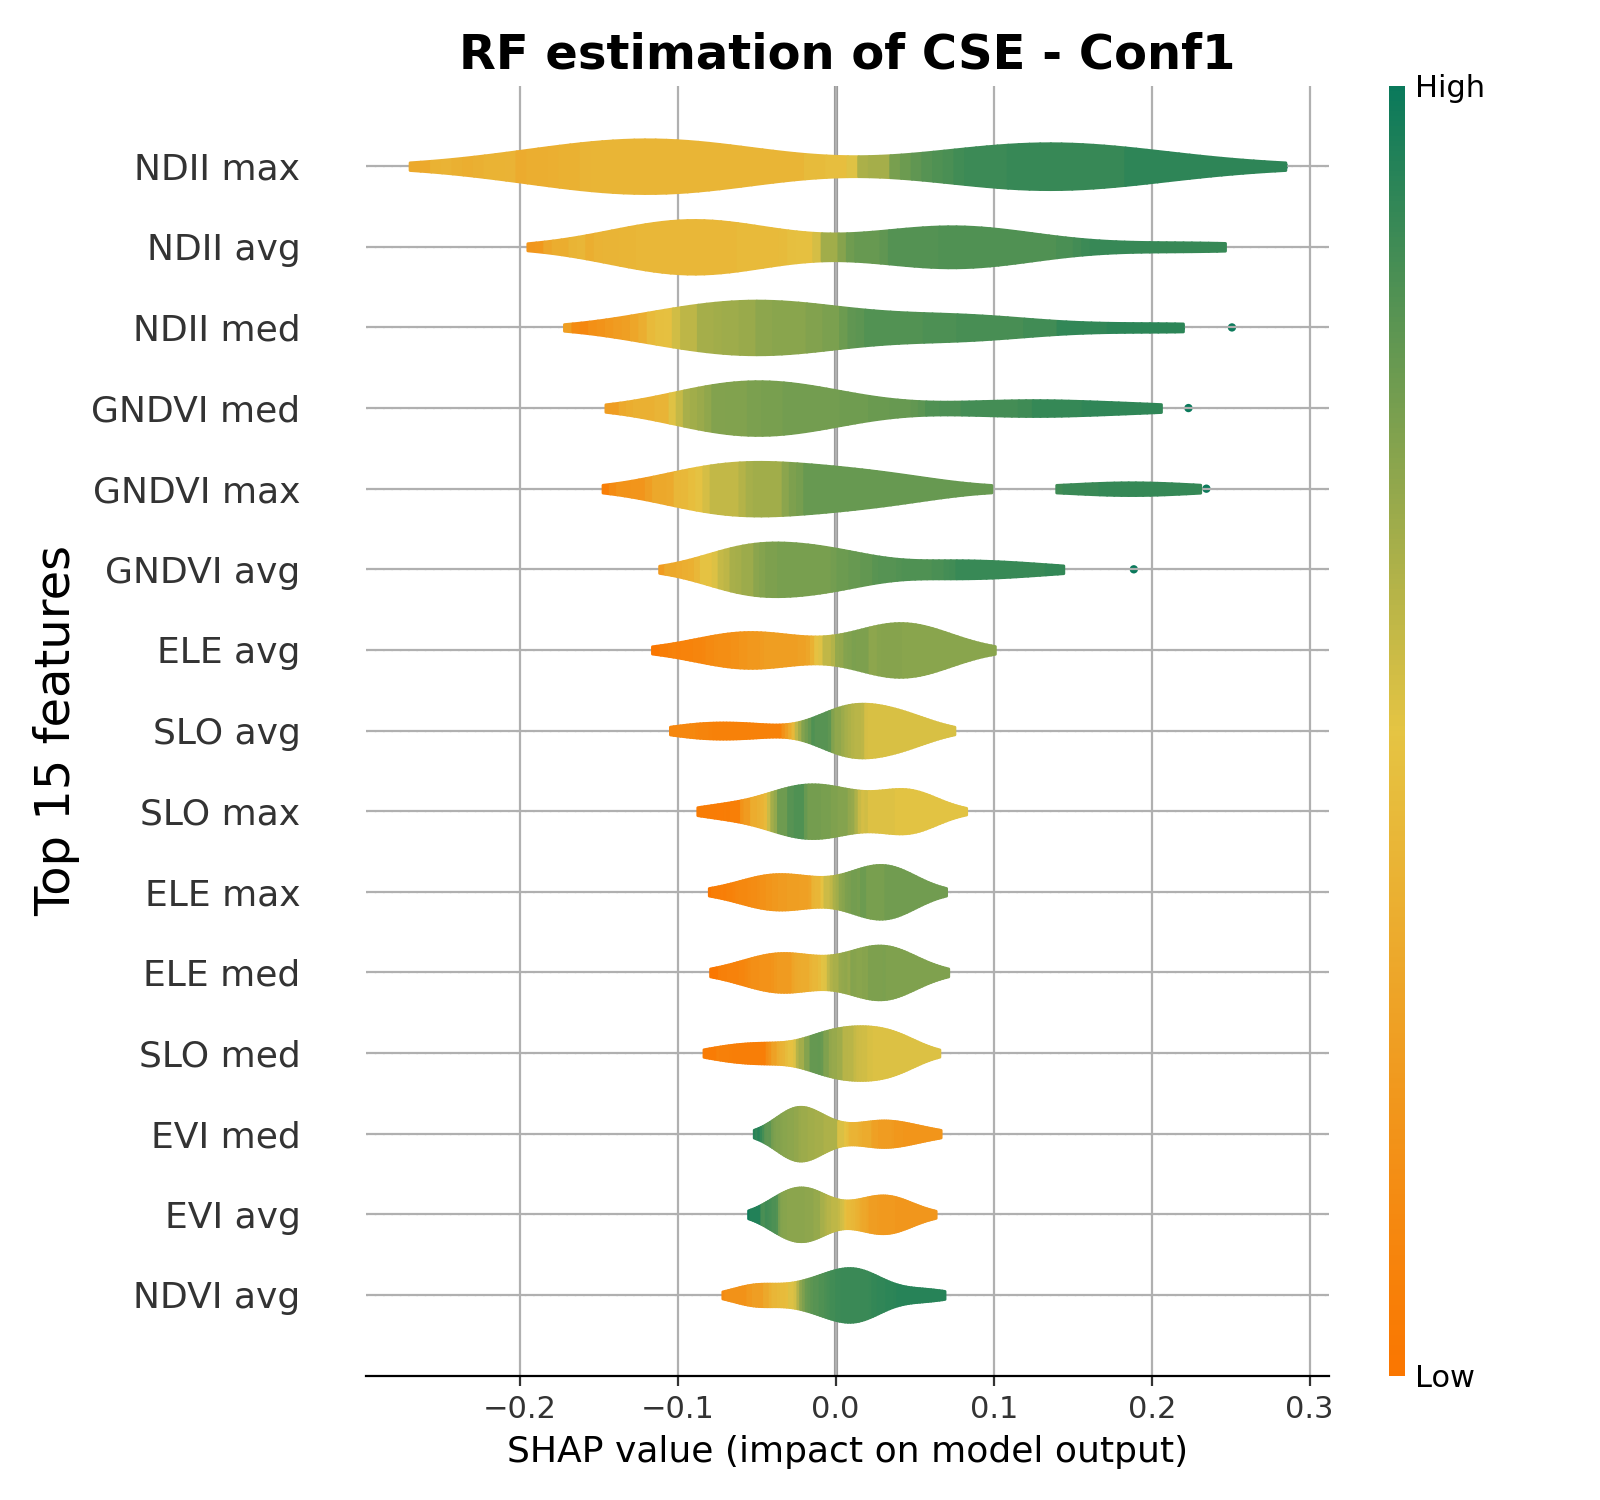 RF estimation of CSE - Conf1
High
NDII max
NDII avg
NDII med
GNDVI med
GNDVI max
GNDVI avg
ELE avg
SLO avg
SLO max
ELE max
ELE med
SLO med
EVI med
EVI avg
NDVI avg
Top 15 features
Low
−0.2
−0.1
0.0
0.1
0.2
0.3
SHAP value (impact on model output)